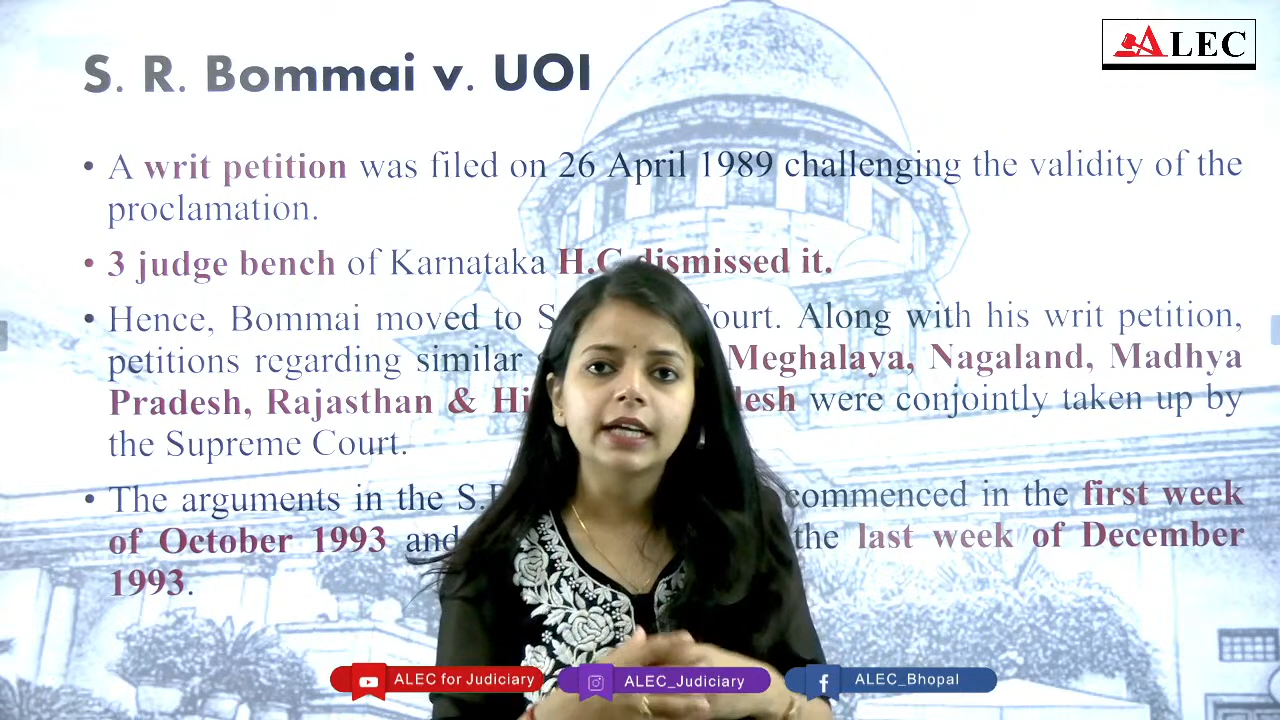 S. R. Bommai v. UOI
ALEC
• A writ petition was filed on 26 April 1989 challenging the validity of the
proclamation.
• 3 judge bench of Karnataka H.C dismissed it.
• Hence, Bommai moved to S Court. Along with his writ petition,
petitions regarding similar Meghalaya, Nagaland, Madhya
Pradesh, Rajasthan & Hi desh were conjointly taken up by
the Supreme Court.
• The arguments in the S. commenced in the first week
of October 1993 and the last week of December
1993.
ALEC for Judiciary
ALEC_Judiciary
ALEC_Bhopal